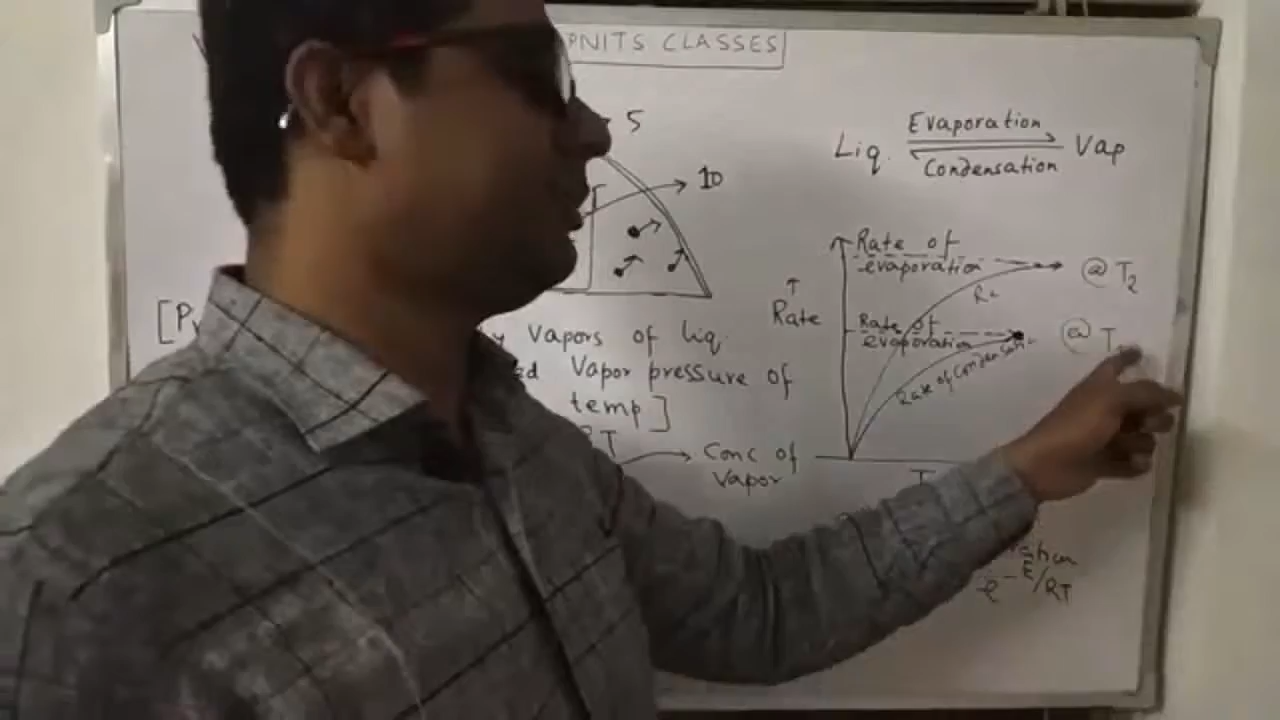 PNITS CLASSES
5
10
Liq. Evaporation Vap
Condensation
Rate of
evaporation
@ T2
Rc
↑
Rate
Rate of
evaporation
@ T
Rate of Condensation
[P
Vapors of liq.
Vapor pressure of
temp]
T
Conc of
Vapor
T
e-E/RT